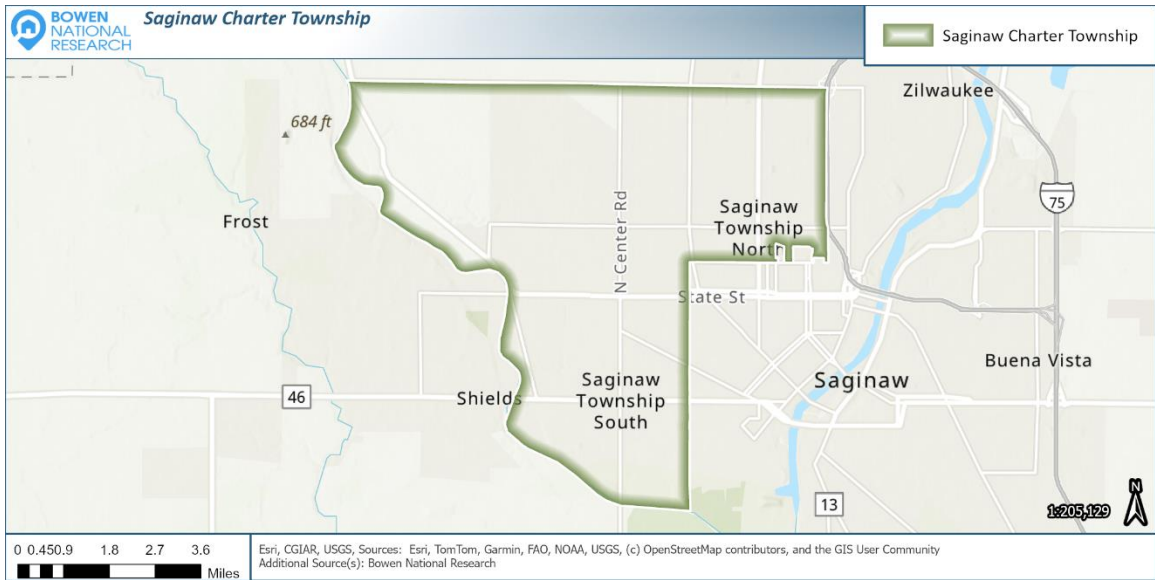 BOWEN
NATIONAL
RESEARCH
Saginaw Charter Township
Saginaw Charter Township
Zilwaukee
684 ft
75
Frost
N Center Rd
Saginaw
Township
North
State St
Buena Vista
Saginaw
46
Shields
Saginaw
Township
South
13
N
1:205,129
0 0.450.9 1.8 2.7 3.6
Miles
Esri, CGIAR, USGS, Sources: Esri, TomTom, Garmin, FAO, NOAA, USGS, (c) OpenStreetMap contributors, and the GIS User Community
Additional Source(s): Bowen National Research